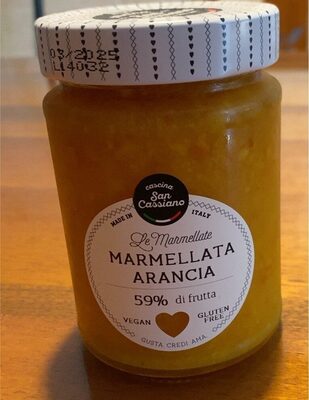 03/2025
L14032
cascina
San
Cassiano
MADE IN ITALY
Le Marmellate
MARMELLATA
ARANCIA
59% di frutta
VEGAN
GLUTEN
FREE
GUSTA CREDI AMA